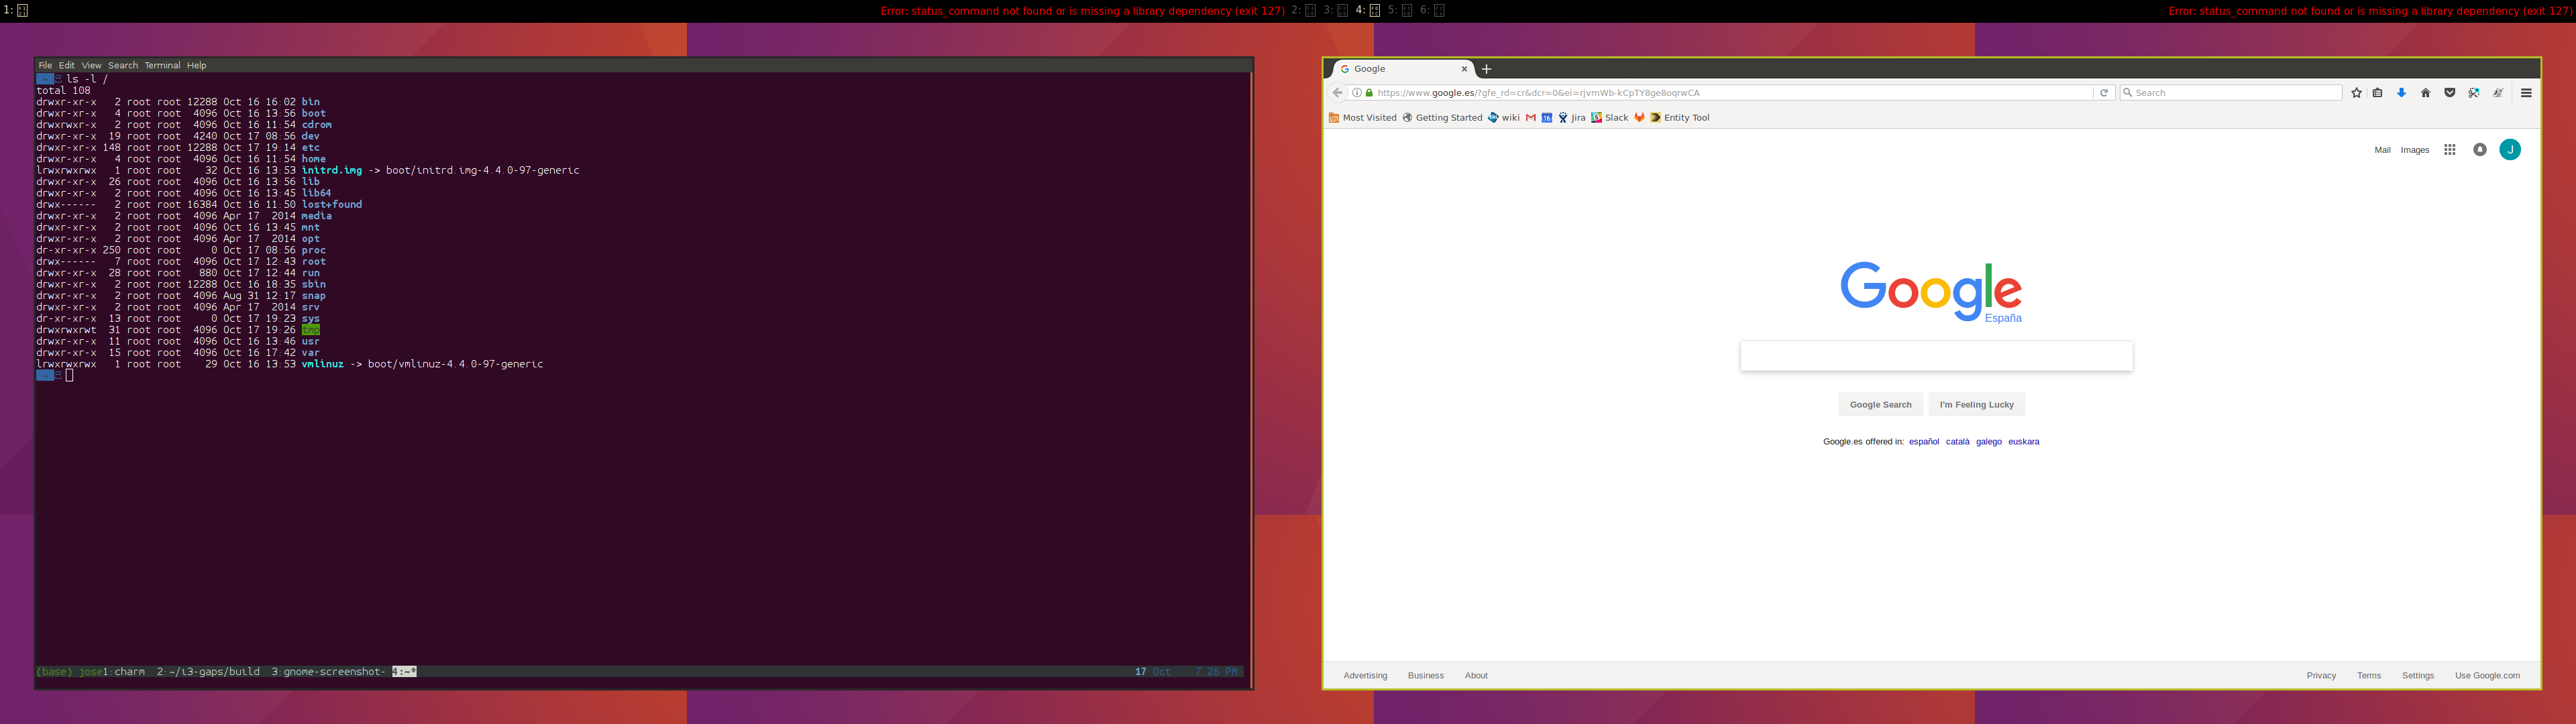 1:
Error: status_command not found or is missing a library dependency (exit 127)
2: 3: 4: 5: 6:
Error: status_command not found or is missing a library dependency (exit 127)
File Edit View Search Terminal Help
~ ls -l /
total 108
drwxr-xr-x 2 root root 12288 Oct 16 16:02 bin
drwxr-xr-x 4 root root 4096 Oct 16 13:56 boot
drwxrwxr-x 2 root root 4096 Oct 16 11:54 cdrom
drwxr-xr-x 19 root root 4240 Oct 17 08:56 dev
drwxr-xr-x 148 root root 12288 Oct 17 19:14 etc
drwxr-xr-x 4 root root 4096 Oct 16 11:54 home
lrwxrwxrwx 1 root root 32 Oct 16 13:53 initrd.img -> boot/initrd.img-4.4.0-97-generic
drwxr-xr-x 26 root root 4096 Oct 16 13:56 lib
drwxr-xr-x 2 root root 4096 Oct 16 13:45 lib64
drwx------ 2 root root 16384 Oct 16 11:50 lost+found
drwxr-xr-x 2 root root 4096 Apr 17 2014 media
drwxr-xr-x 2 root root 4096 Oct 16 13:45 mnt
drwxr-xr-x 2 root root 4096 Apr 17 2014 opt
dr-xr-xr-x 250 root root 0 Oct 17 08:56 proc
drwx------ 7 root root 4096 Oct 17 12:43 root
drwxr-xr-x 28 root root 880 Oct 17 12:44 run
drwxr-xr-x 2 root root 12288 Oct 16 18:35 sbin
drwxr-xr-x 2 root root 4096 Aug 31 12:17 snap
drwxr-xr-x 2 root root 4096 Apr 17 2014 srv
dr-xr-xr-x 13 root root 0 Oct 17 19:23 sys
drwxrwxrwt 31 root root 4096 Oct 17 19:26 tmp
drwxr-xr-x 11 root root 4096 Oct 16 13:46 usr
drwxr-xr-x 15 root root 4096 Oct 16 17:42 var
lrwxrwxrwx 1 root root 29 Oct 16 13:53 vmlinuz -> boot/vmlinuz-4.4.0-97-generic
~
(base) jose1:charm 2:~/i3-gaps/build 3:gnome-screenshot- 4:~* 17 Oct 7 26 PM
Google
https://www.google.es/?gfe_rd=cr&dcr=0&ei=rjvmWb-kCpTY8ge8oqrwCA
Search
Most Visited Getting Started wiki 16 Jira Slack Entity Tool
Mail Images J
Google
España
Google Search I'm Feeling Lucky
Google.es offered in: español català galego euskara
Advertising Business About Privacy Terms Settings Use Google.com